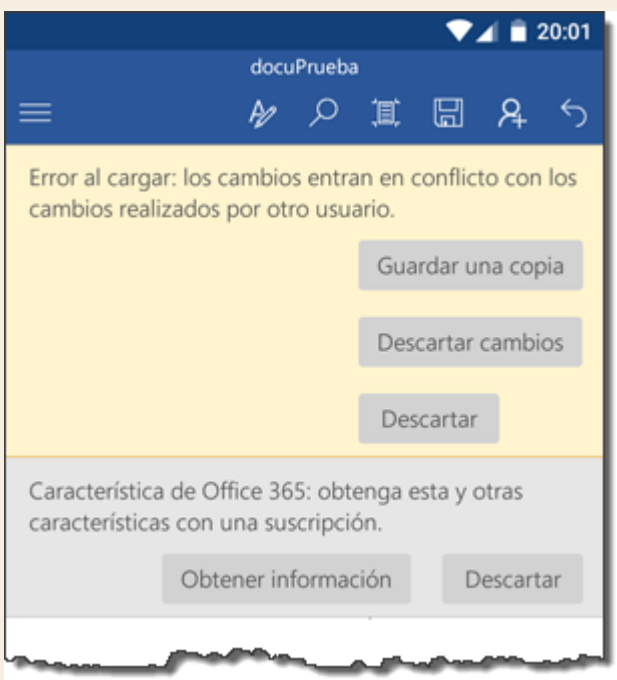 20:01
docuPrueba
Error al cargar: los cambios entran en conflicto con los
cambios realizados por otro usuario.
Guardar una copia
Descartar cambios
Descartar
Característica de Office 365: obtenga esta y otras
características con una suscripción.
Obtener información
Descartar